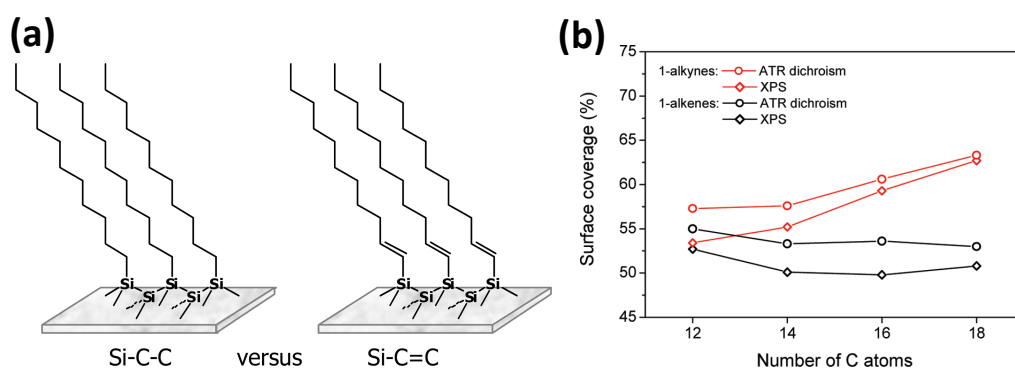 (a)
Si Si Si
Si Si
Si-C-C versus Si-C=C
Si Si Si
Si Si
(b)
75
70
65
60
55
50
45
Surface coverage (%)
1-alkynes: ATR dichroism
XPS
1-alkenes: ATR dichroism
XPS
12 14 16 18
Number of C atoms